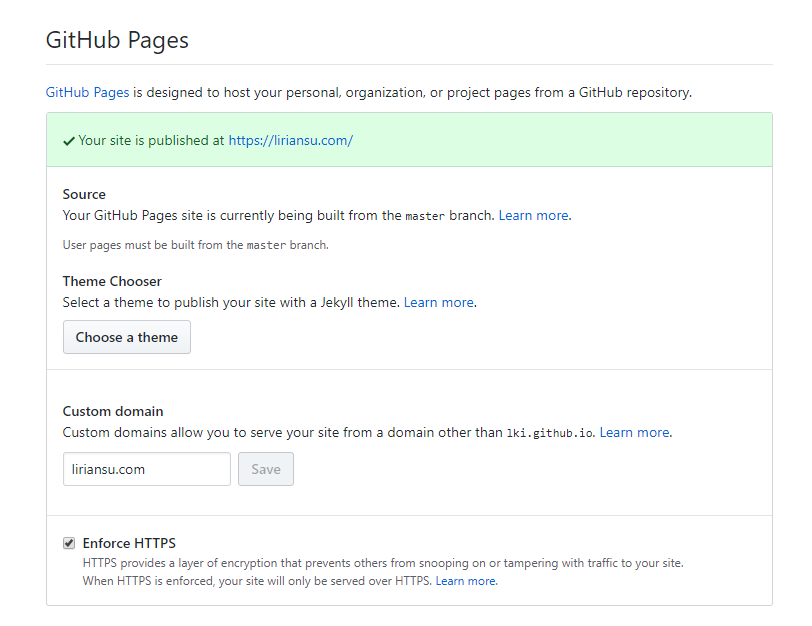 GitHub Pages
GitHub Pages is designed to host your personal, organization, or project pages from a GitHub repository.
Your site is published at https://liriansu.com/
Source
Your GitHub Pages site is currently being built from the master branch. Learn more.
User pages must be built from the master branch.
Theme Chooser
Select a theme to publish your site with a Jekyll theme. Learn more.
Choose a theme
Custom domain
Custom domains allow you to serve your site from a domain other than lki.github.io. Learn more.
liriansu.com Save
Enforce HTTPS
HTTPS provides a layer of encryption that prevents others from snooping on or tampering with traffic to your site.
When HTTPS is enforced, your site will only be served over HTTPS. Learn more.